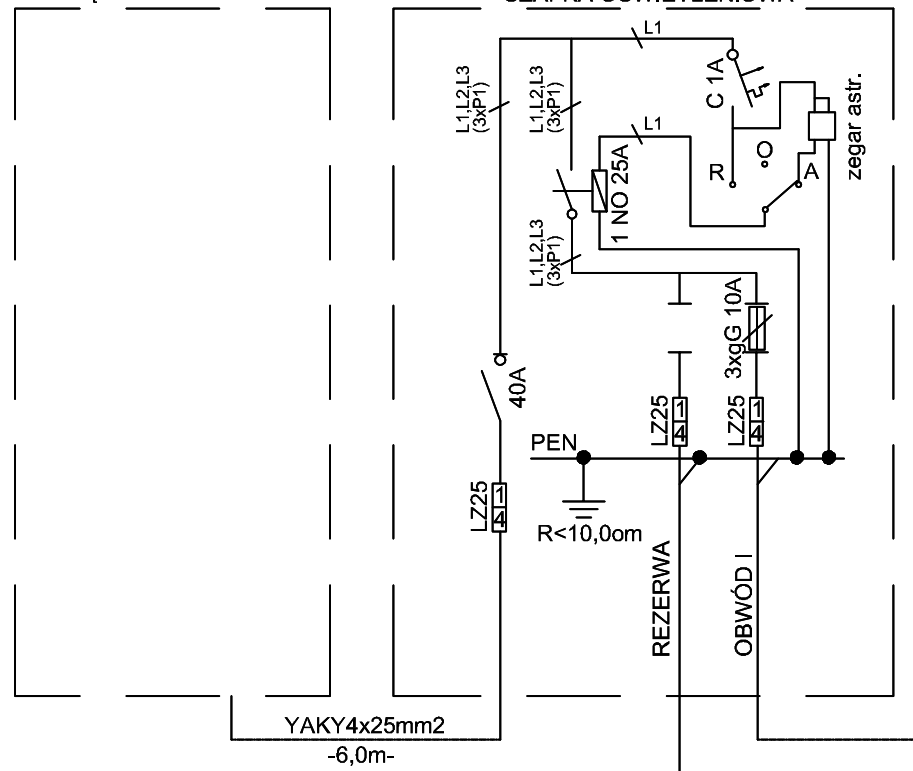 SZAFKA OŚWIETLENIOWA
L1
L1,L2,L3
(3xP1)
L1,L2,L3
(3xP1)
C 1A
zegar astr.
L1
O
R
A
1 NO 25A
L1,L2,L3
(3xP1)
3xgG 10A
40A
LZ25
1
4
LZ25
1
4
PEN
LZ25
1
4
R<10,0om
REZERWA
OBWÓD I
YAKY4x25mm2
-6,0m-